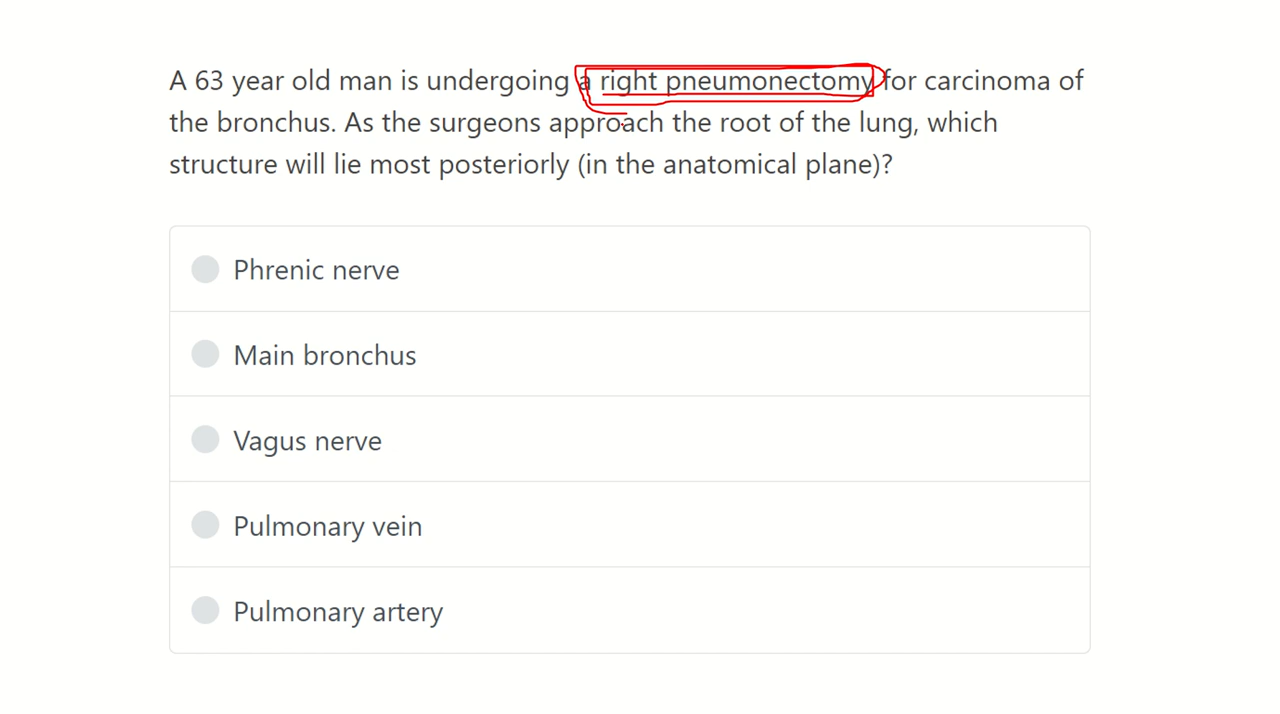 A 63 year old man is undergoing a right pneumonectomy for carcinoma of
the bronchus. As the surgeons approach the root of the lung, which
structure will lie most posteriorly (in the anatomical plane)?
Phrenic nerve
Main bronchus
Vagus nerve
Pulmonary vein
Pulmonary artery